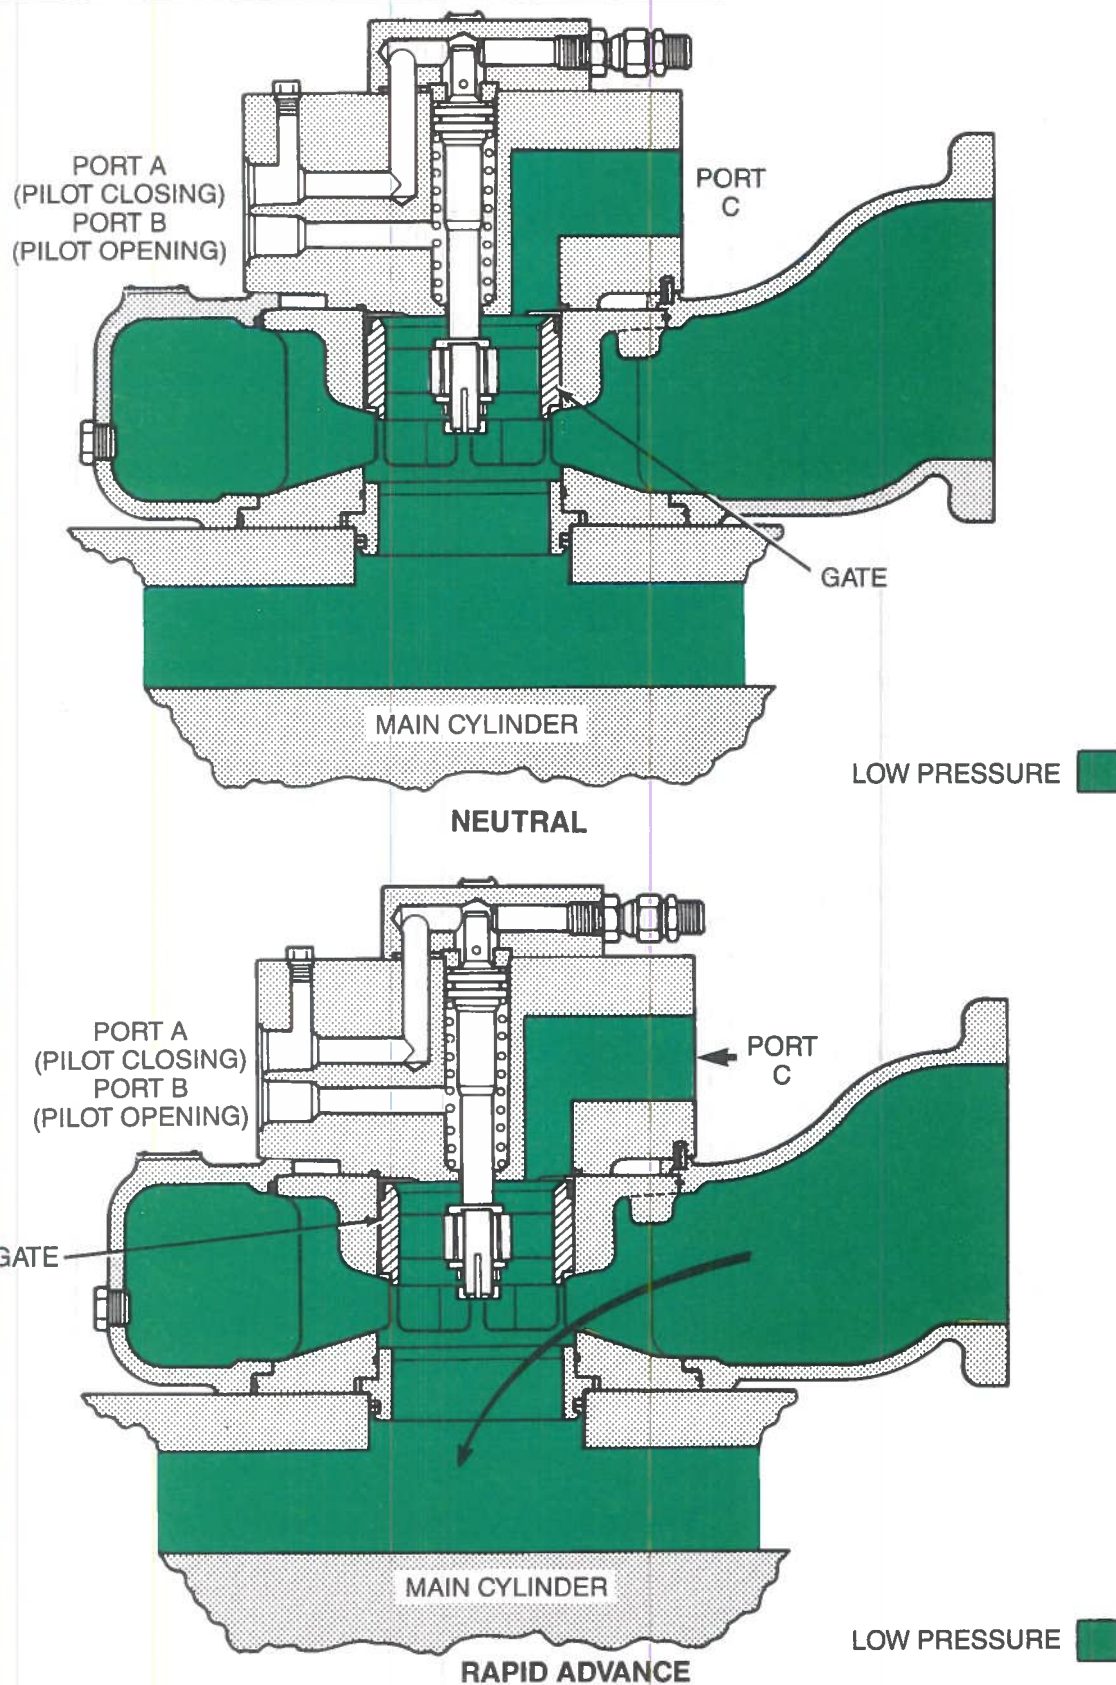 PORT A
(PILOT CLOSING)
PORT B
(PILOT OPENING)
PORT
C
GATE
MAIN CYLINDER
LOW PRESSURE
NEUTRAL
PORT A
(PILOT CLOSING)
PORT B
(PILOT OPENING)
PORT
C
GATE
MAIN CYLINDER
LOW PRESSURE
RAPID ADVANCE